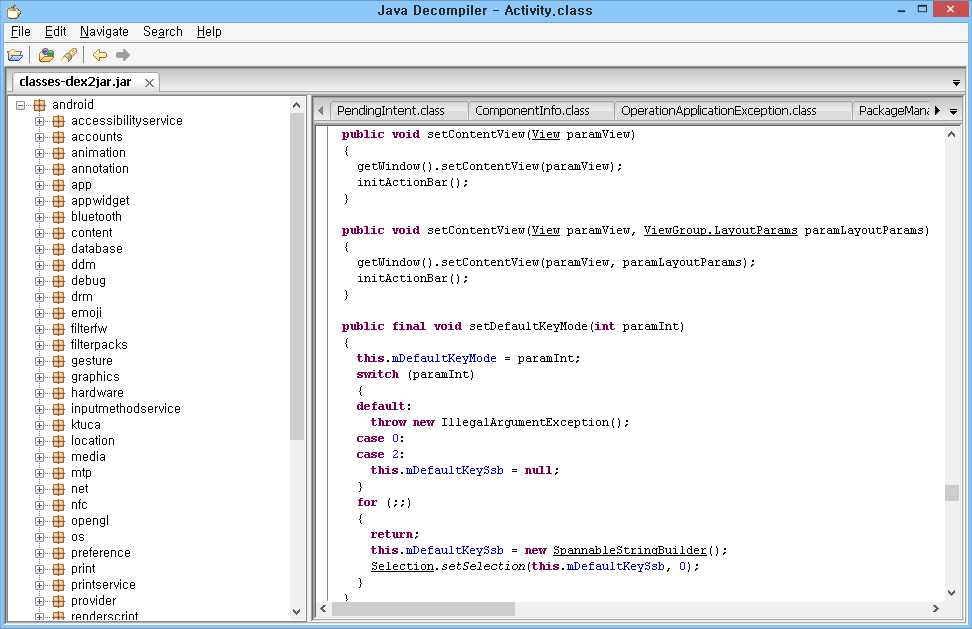 Java Decompiler - Activity.class
File Edit Navigate Search Help
classes-dex2jar.jar
android
accessibilityservice
accounts
animation
annotation
app
appwidget
bluetooth
content
database
ddm
debug
drm
emoji
filterfw
filterpacks
gesture
graphics
hardware
inputmethodservice
ktuca
location
media
mtp
net
nfc
opengl
os
preference
print
printservice
provider
renderscript
PendingIntent.class ComponentInfo.class OperationApplicationException.class PackageMana
public void setContentView(View paramView)
{
getWindow().setContentView(paramView);
initActionBar();
}
public void setContentView(View paramView, ViewGroup.LayoutParams paramLayoutParams)
{
getWindow().setContentView(paramView, paramLayoutParams);
initActionBar();
}
public final void setDefaultKeyMode(int paramInt)
{
this.mDefaultKeyMode = paramInt;
switch (paramInt)
{
default:
throw new IllegalArgumentException();
case 0:
case 2:
this.mDefaultKeySsb = null;
}
for (;;)
{
return;
this.mDefaultKeySsb = new SpannableStringBuilder();
Selection.setSelection(this.mDefaultKeySsb, 0);
}
}